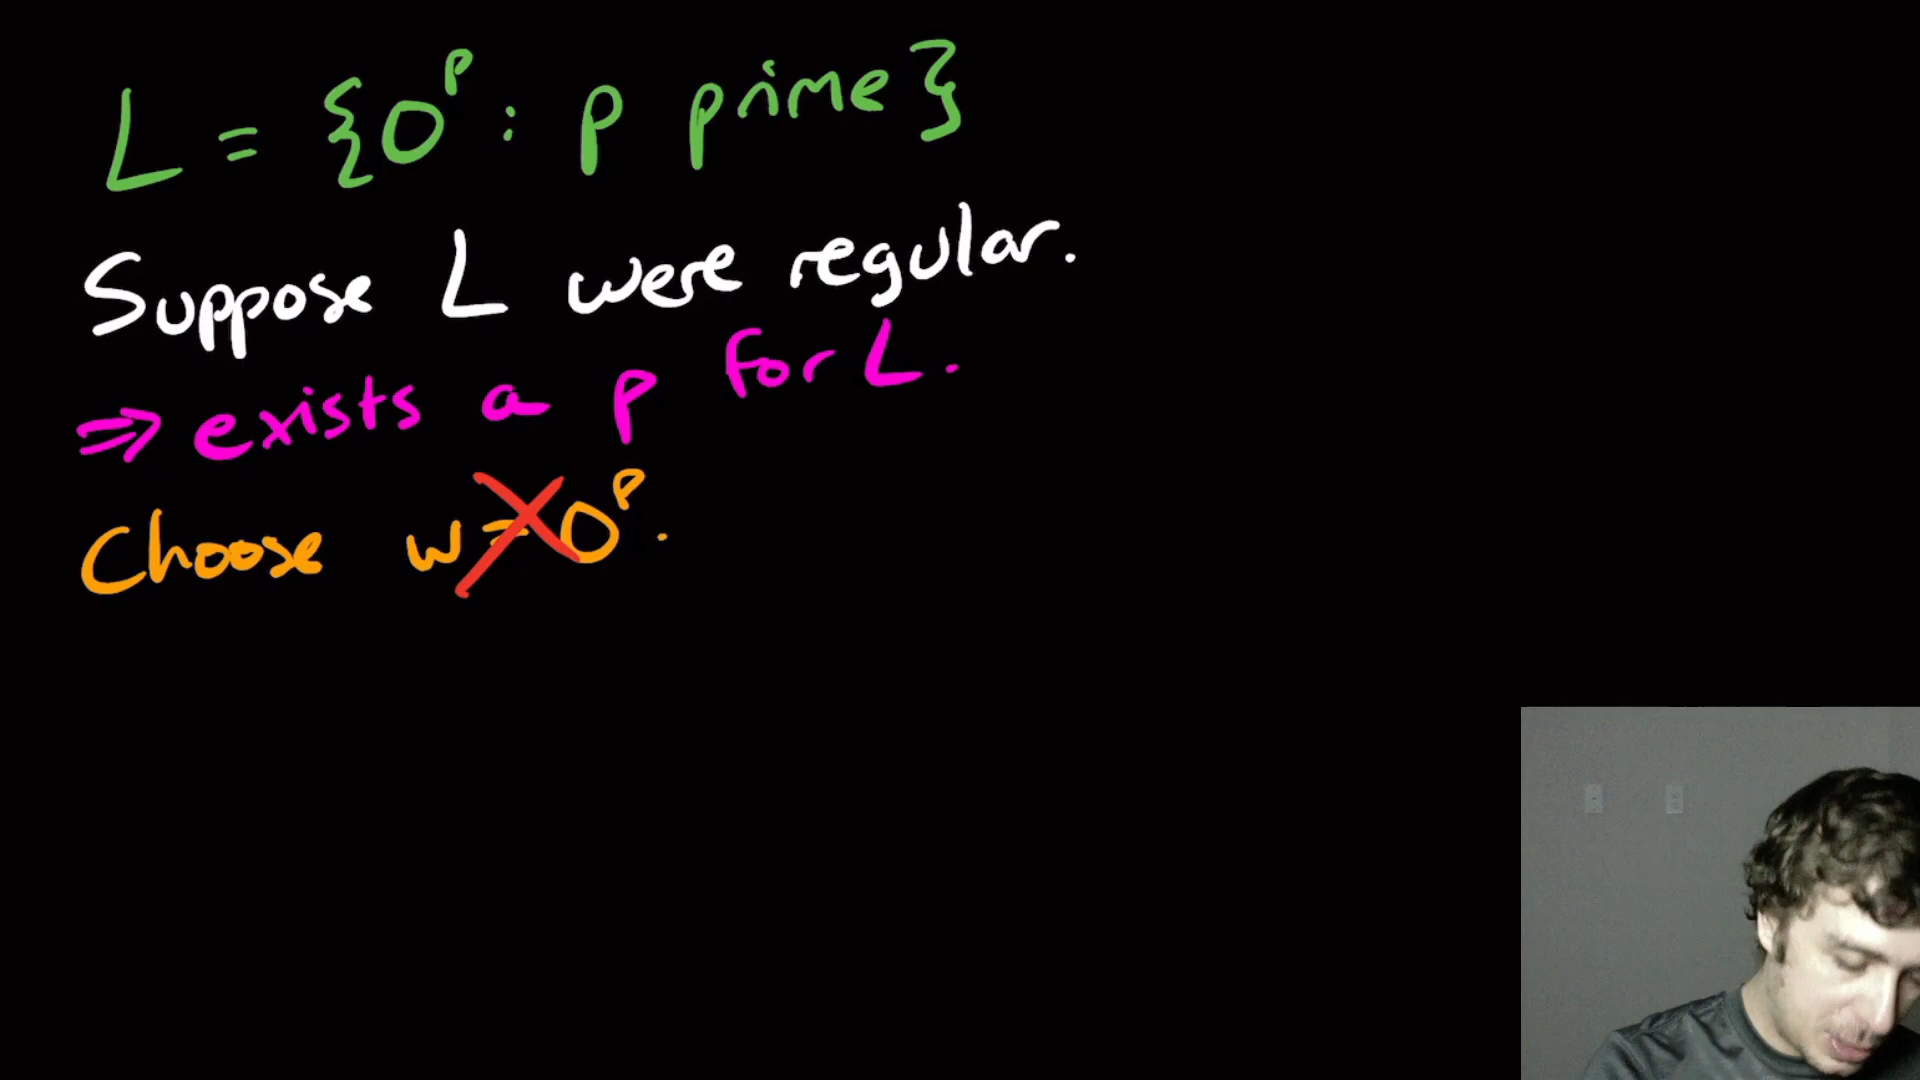 L = {0^p : p prime}
Suppose L were regular.
⇒ exists a p for L.
Choose w = 0^p.